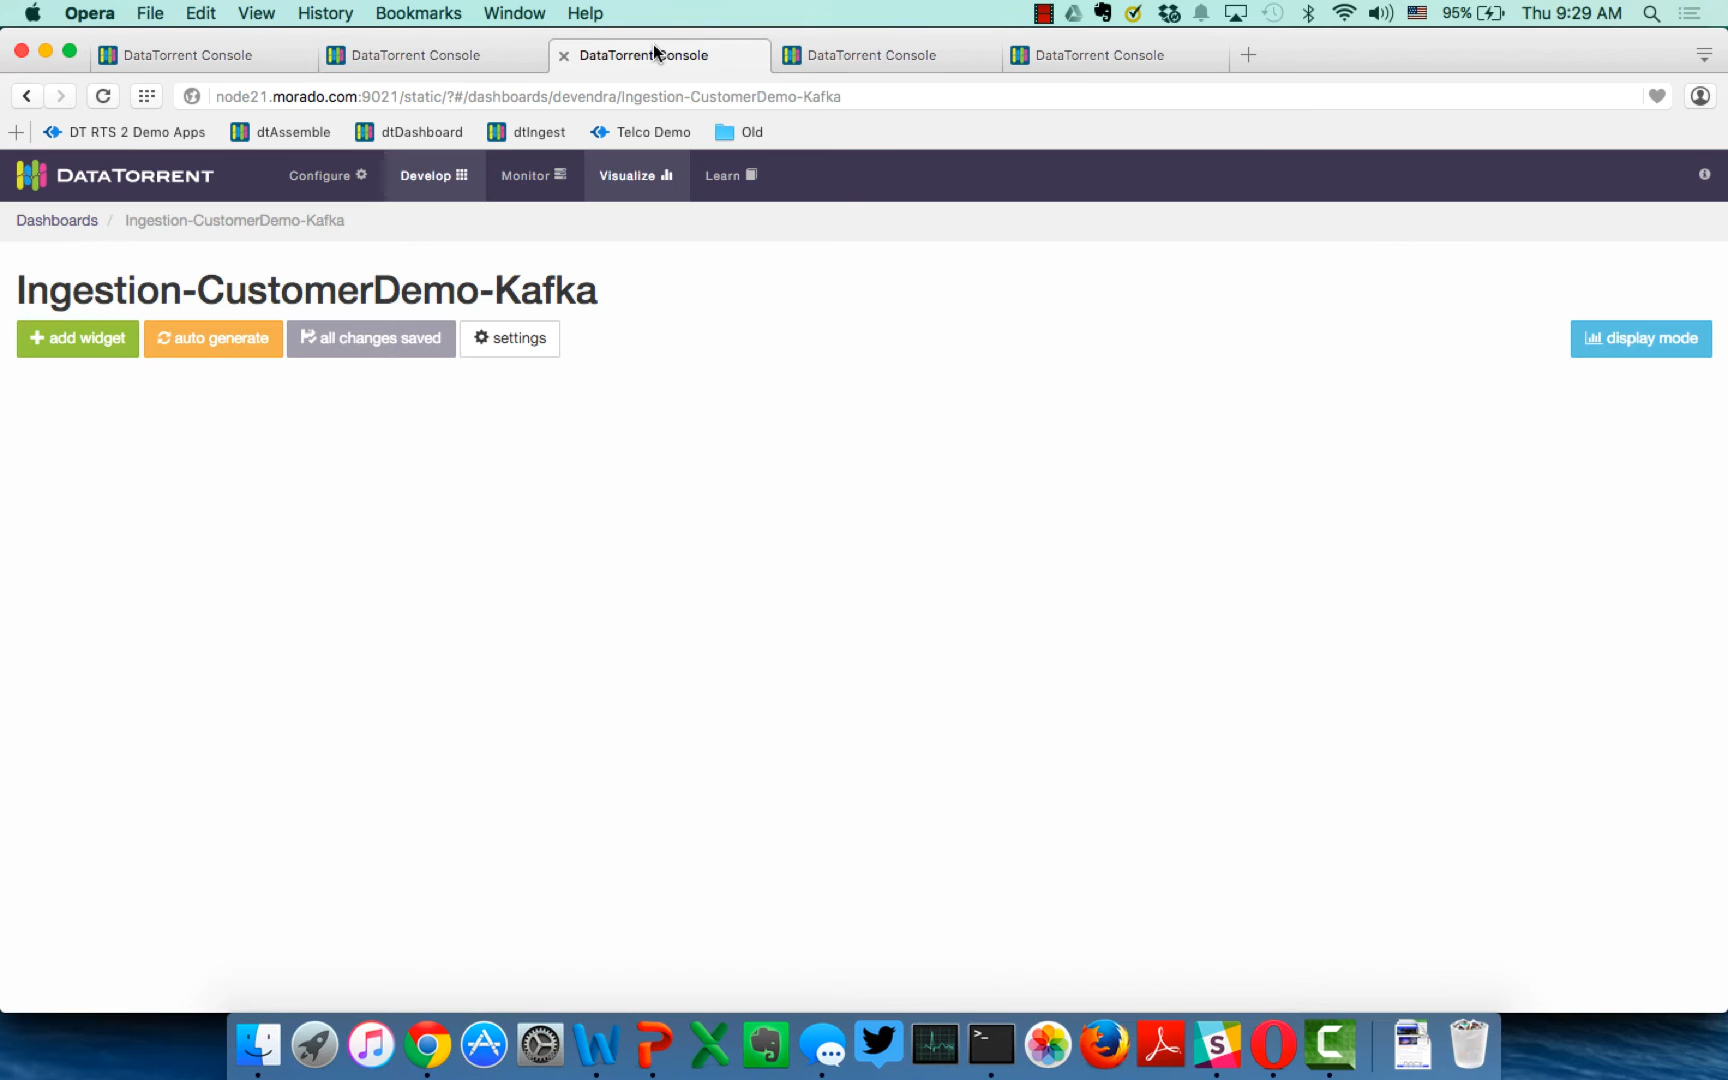 Opera File Edit View History Bookmarks Window Help 95% Thu 9:29 AM
DataTorrent Console DataTorrent Console DataTorrent Console DataTorrent Console DataTorrent Console
node21.morado.com:9021/static/?#/dashboards/devendra/Ingestion-CustomerDemo-Kafka
DT RTS 2 Demo Apps dtAssemble dtDashboard dtIngest Telco Demo Old
DATATORRENT Configure Develop Monitor Visualize Learn
Dashboards / Ingestion-CustomerDemo-Kafka
Ingestion-CustomerDemo-Kafka
add widget auto generate all changes saved settings display mode